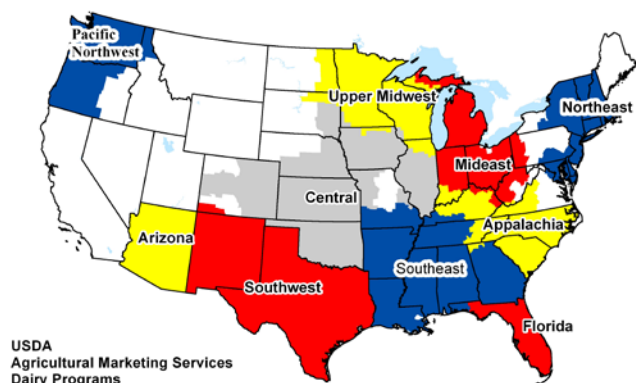 Pacific
Northwest
Upper Midwest
Northeast
Mideast
Central
Appalachia
Arizona
Southeast
Southwest
Florida
USDA
Agricultural Marketing Services
Dairy Programs